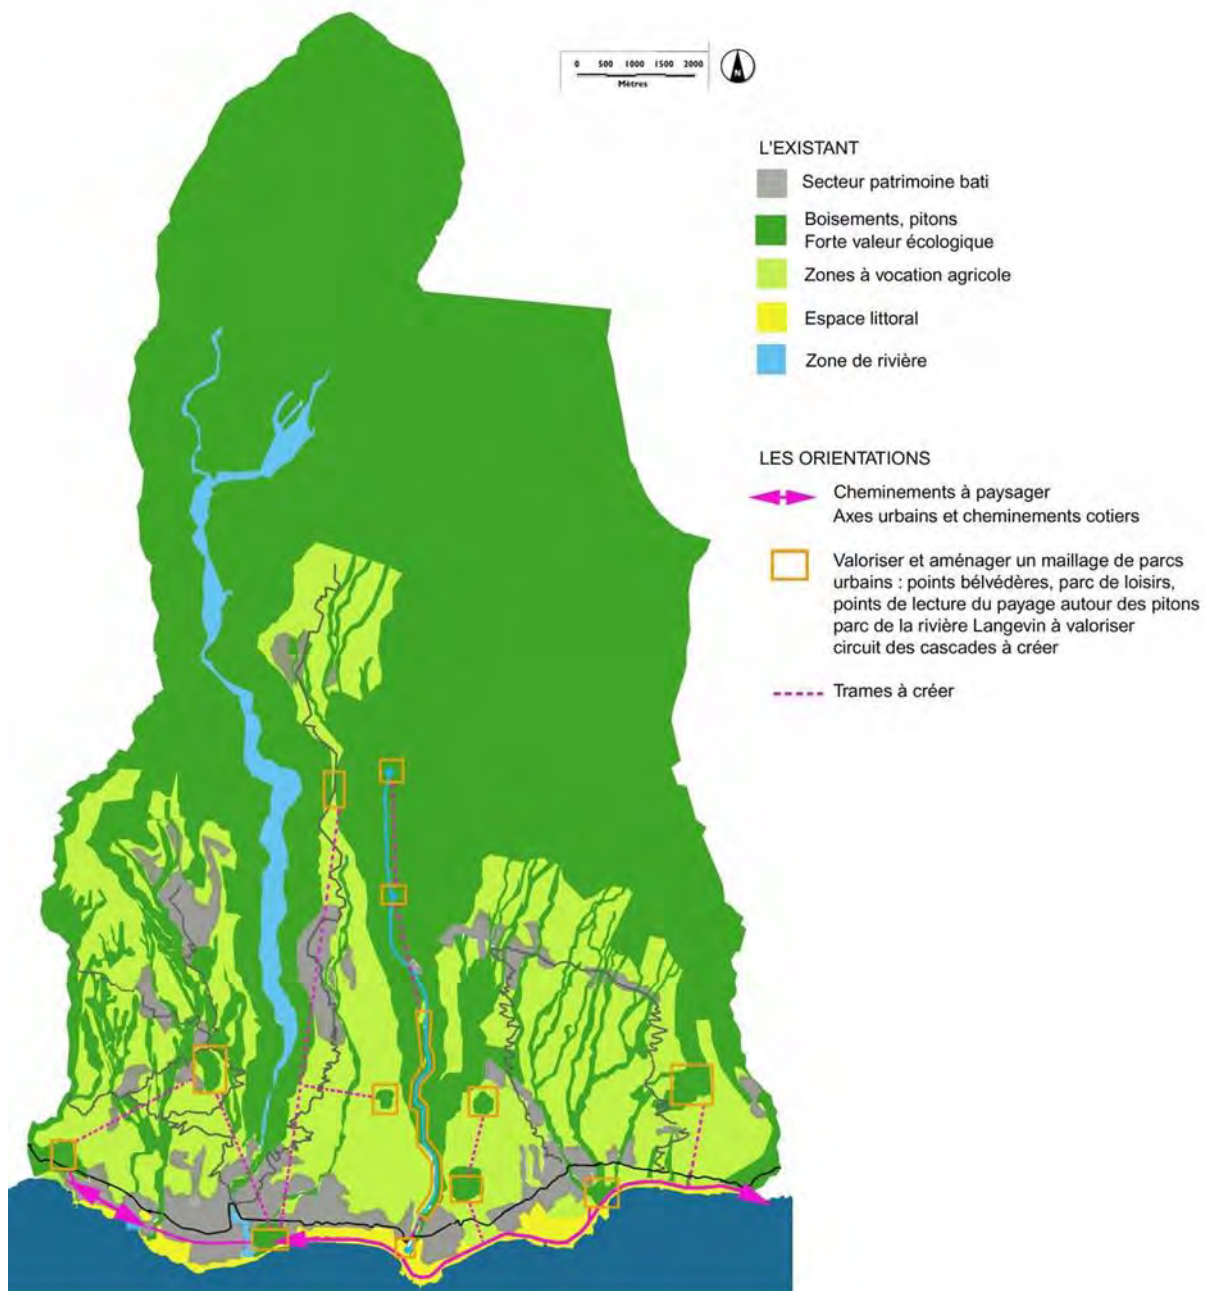 0 500 1000 1500 2000
Mètres
N
L'EXISTANT
Secteur patrimoine bati
Boisements, pitons
Forte valeur écologique
Zones à vocation agricole
Espace littoral
Zone de rivière
LES ORIENTATIONS
Cheminements à paysager
Axes urbains et cheminements cotiers
Valoriser et aménager un maillage de parcs
urbains : points bélvédères, parc de loisirs,
points de lecture du payage autour des pitons
parc de la rivière Langevin à valoriser
circuit des cascades à créer
Trames à créer